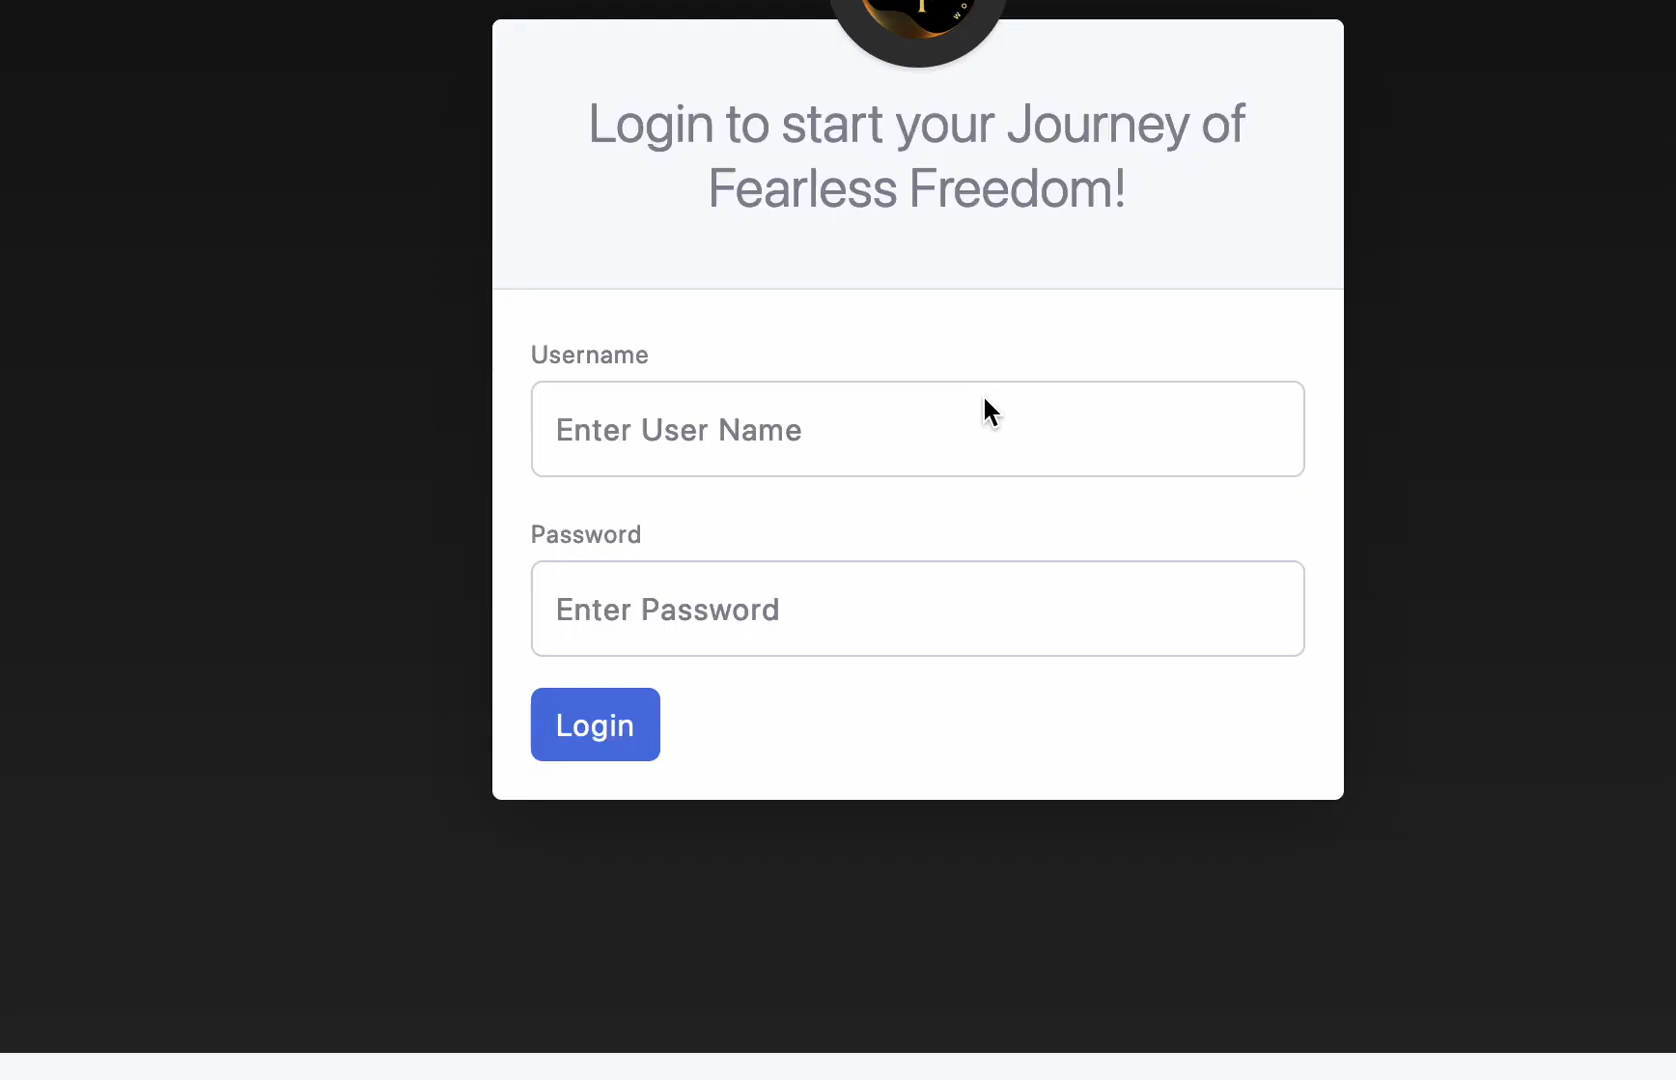 Login to start your Journey of
Fearless Freedom!
Username
Enter User Name
Password
Enter Password
Login